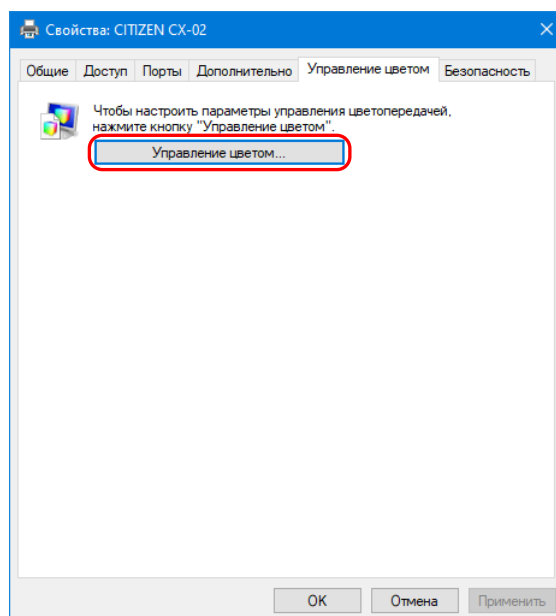 Свойства: CITIZEN CX-02
Общие Доступ Порты Дополнительно Управление цветом Безопасность
Чтобы настроить параметры управления цветопередачей,
нажмите кнопку "Управление цветом".
Управление цветом...
OK Отмена Применить